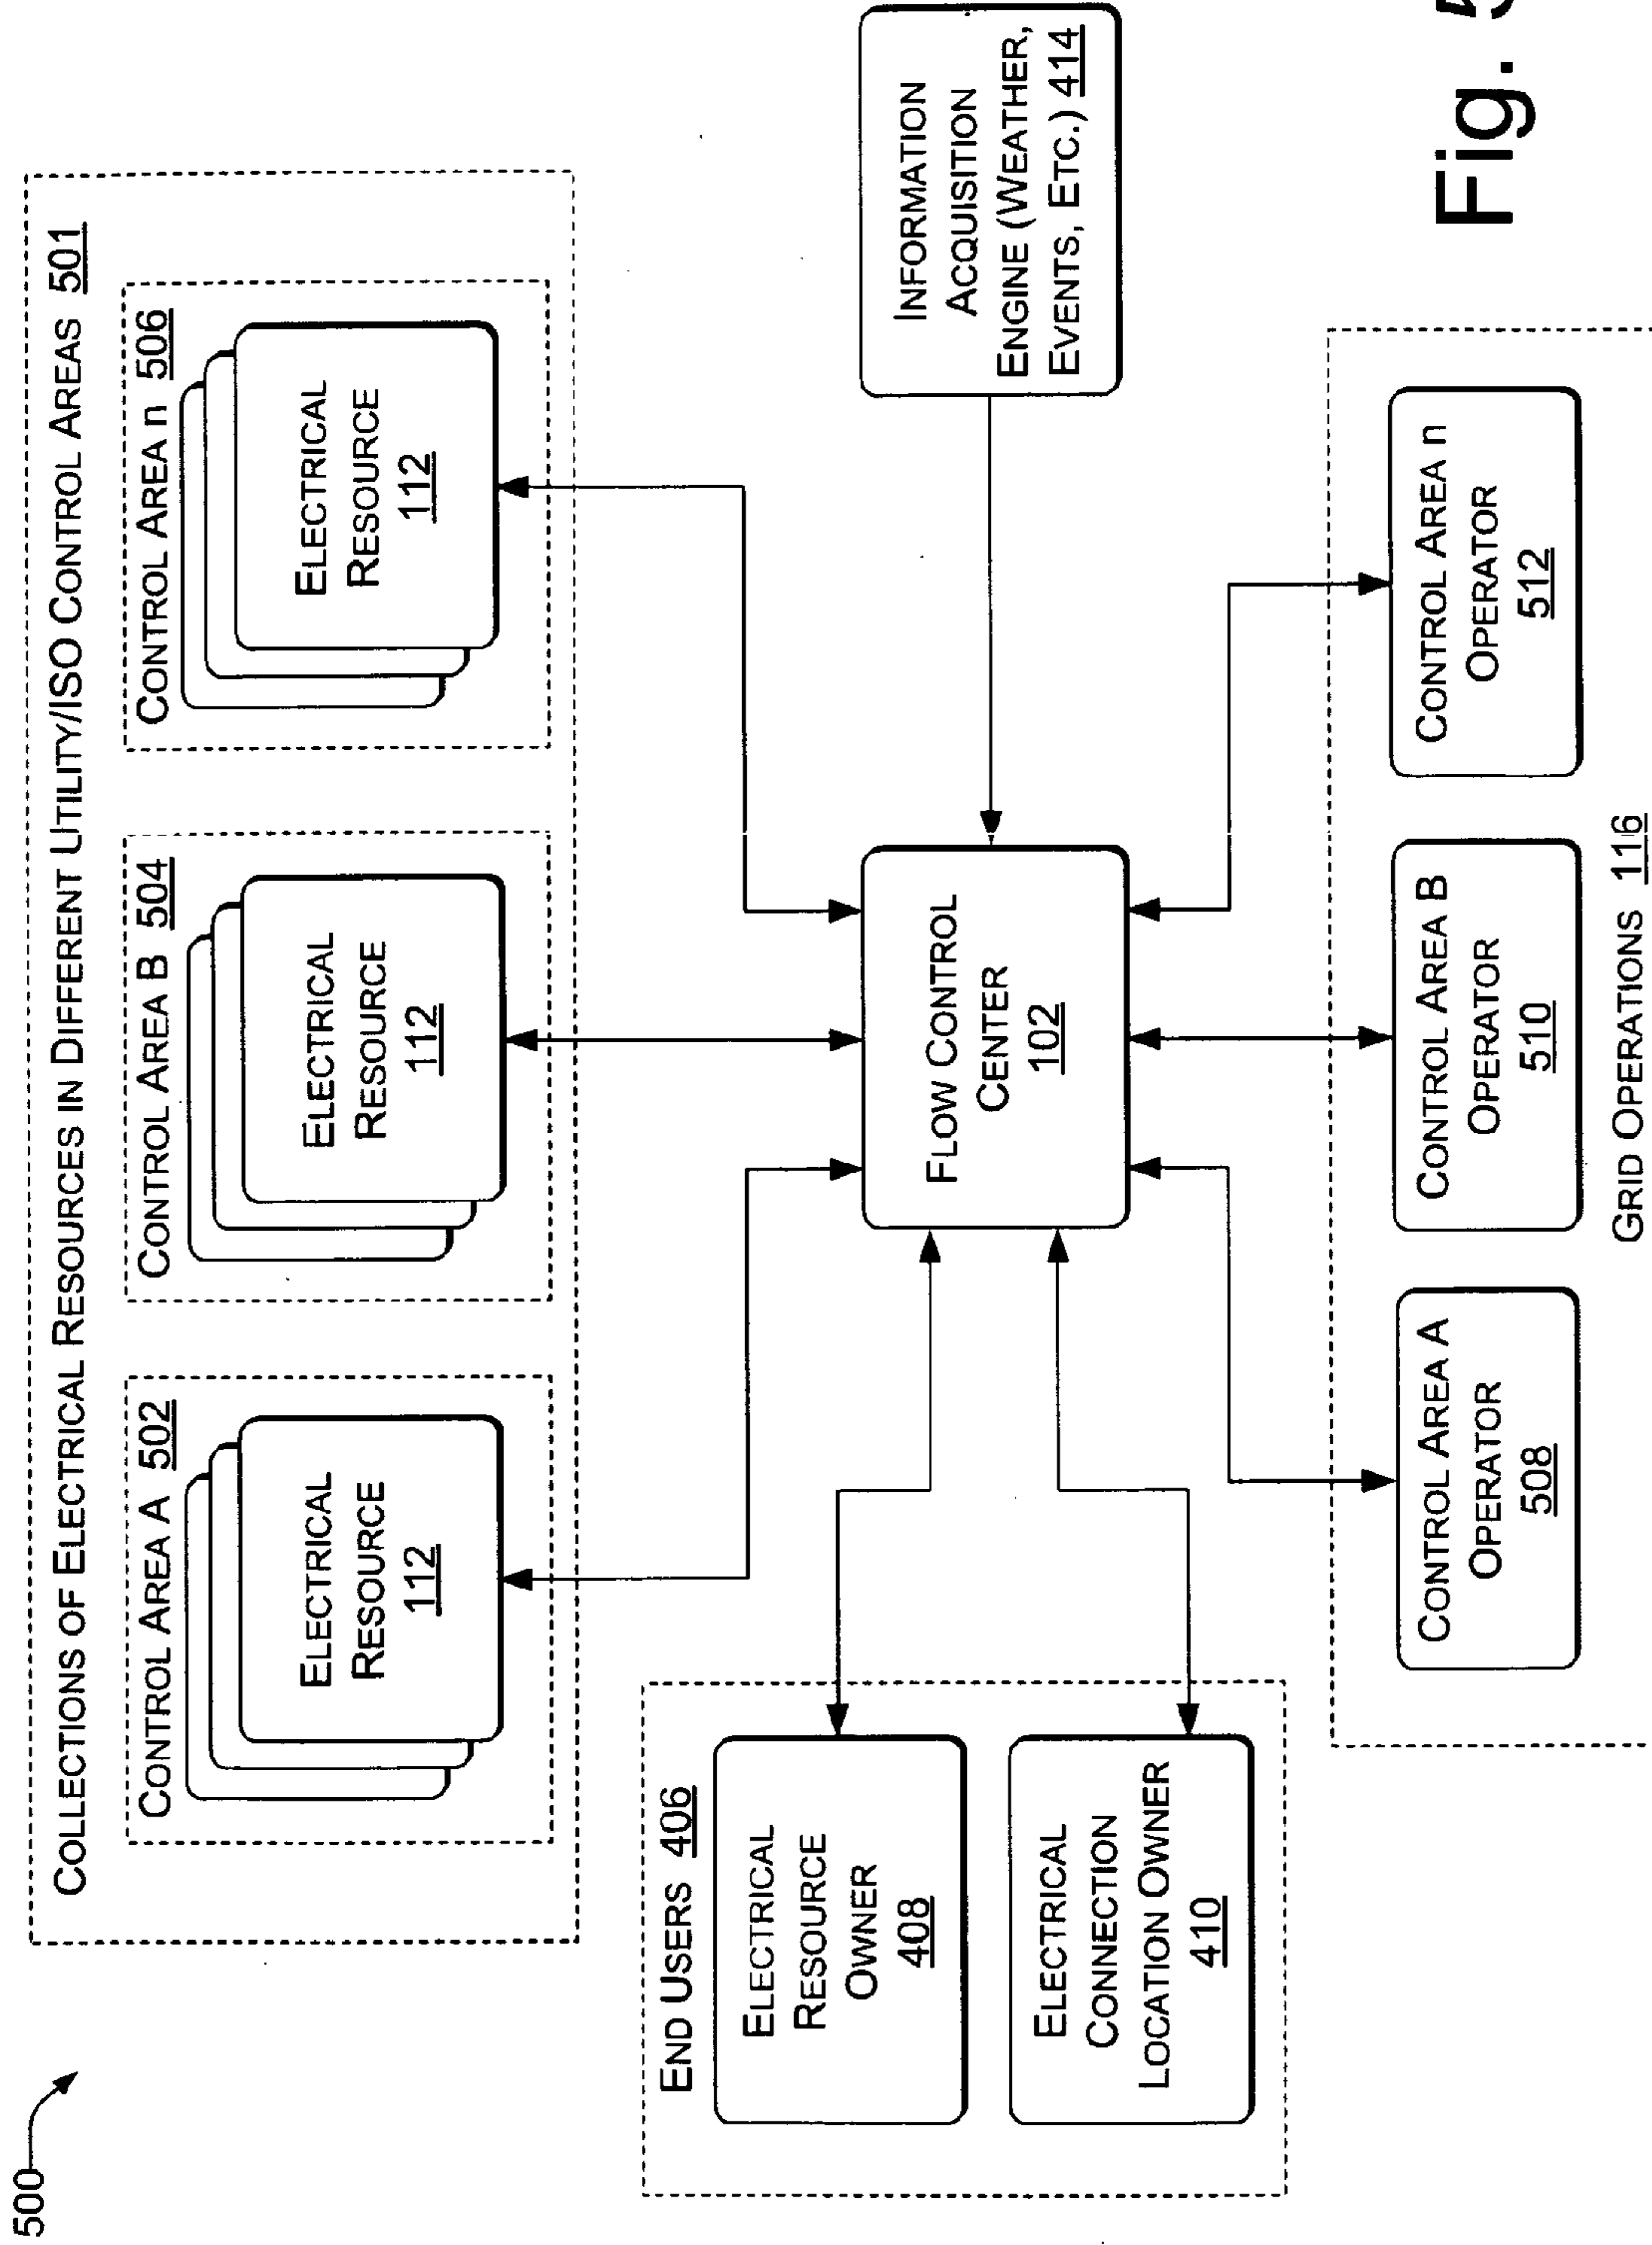 500
COLLECTIONS OF ELECTRICAL RESOURCES IN DIFFERENT UTILITY/ISO CONTROL AREAS 501
CONTROL AREA A 502
ELECTRICAL
RESOURCE
112
CONTROL AREA B 504
ELECTRICAL
RESOURCE
112
CONTROL AREA n 506
ELECTRICAL
RESOURCE
112
END USERS 406
ELECTRICAL
RESOURCE
OWNER
408
ELECTRICAL
CONNECTION
LOCATION OWNER
410
FLOW CONTROL
CENTER
102
INFORMATION
ACQUISITION
ENGINE (WEATHER,
EVENTS, ETC.) 414
CONTROL AREA A
OPERATOR
508
CONTROL AREA B
OPERATOR
510
CONTROL AREA n
OPERATOR
512
GRID OPERATIONS 116
Fig. 5